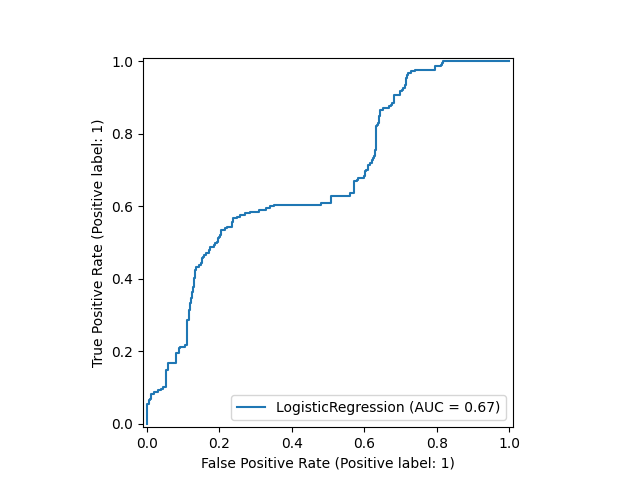 1.0
0.8
0.6
0.4
0.2
0.0
True Positive Rate (Positive label: 1)
LogisticRegression (AUC = 0.67)
0.0 0.2 0.4 0.6 0.8 1.0
False Positive Rate (Positive label: 1)